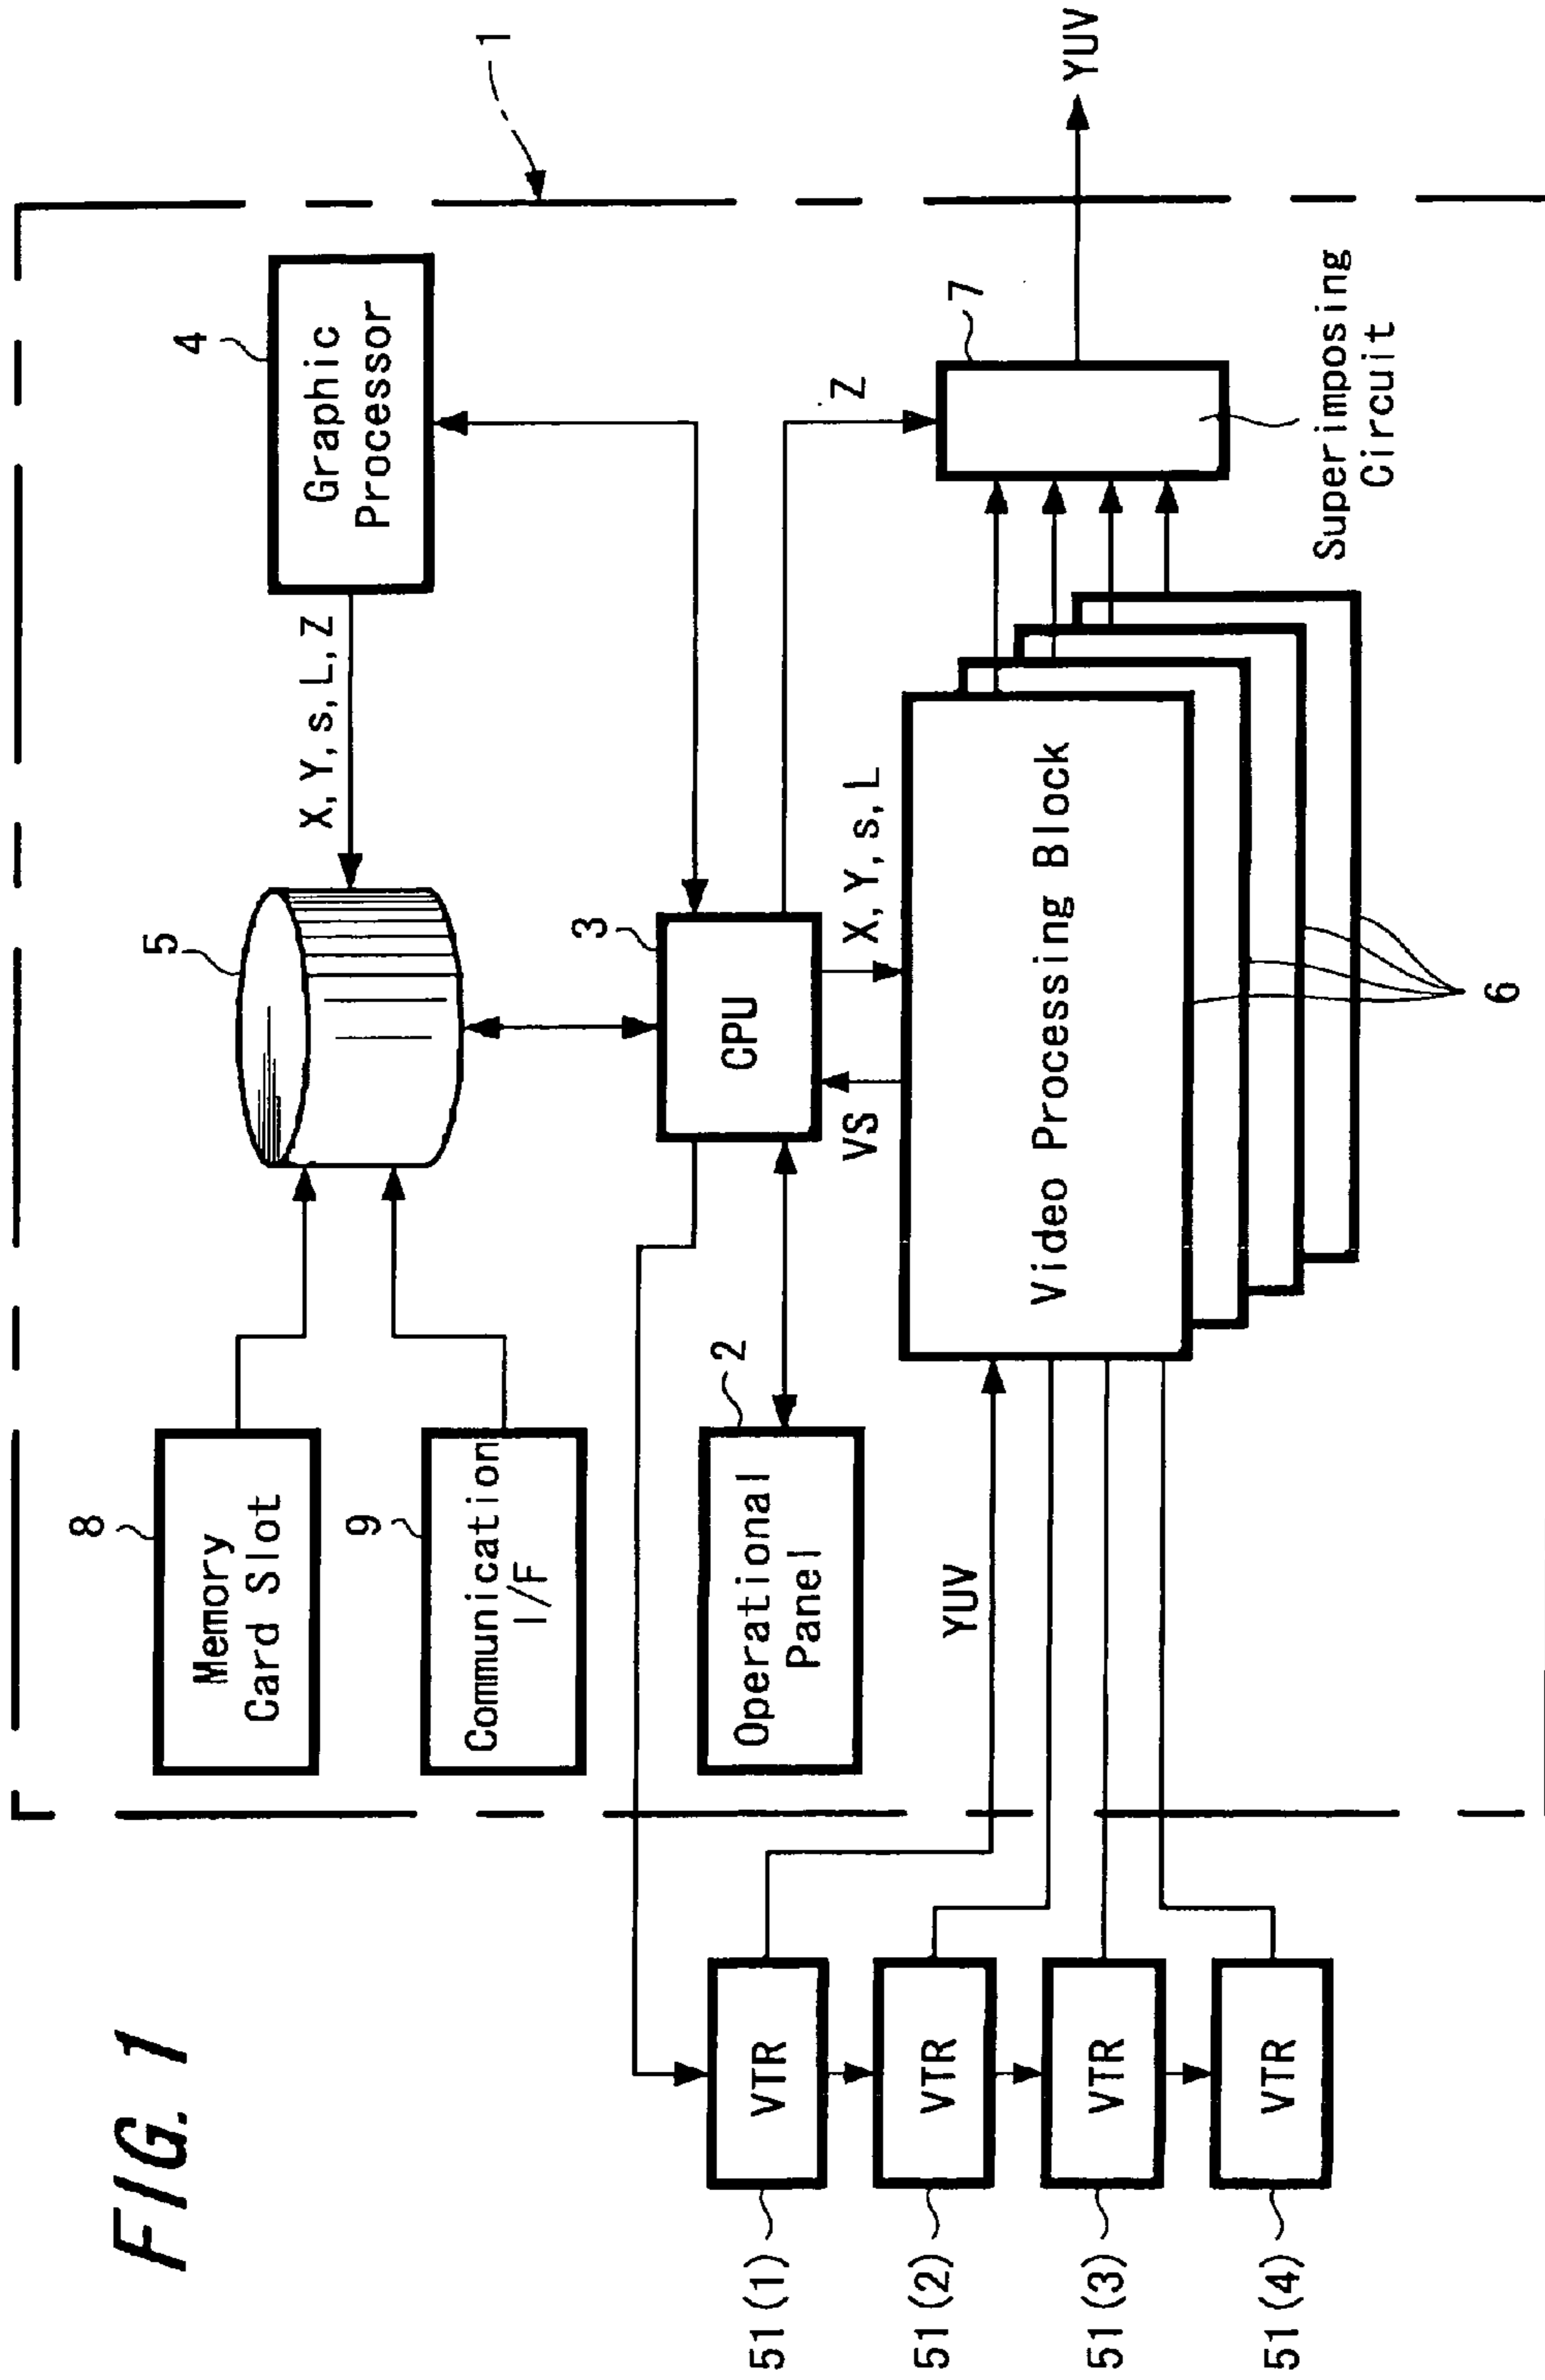 FIG. 1
1
8
Memory
Card Slot
5
X, Y, s, L, Z
4
Graphic
Processor
9
Communication
I/F
3
CPU
2
Operational
Panel
VS
X, Y, s, L
Z
7
YUV
Superimposing
Circuit
YUV
Video Processing Block
6
51(1)
VTR
51(2)
VTR
51(3)
VTR
51(4)
VTR